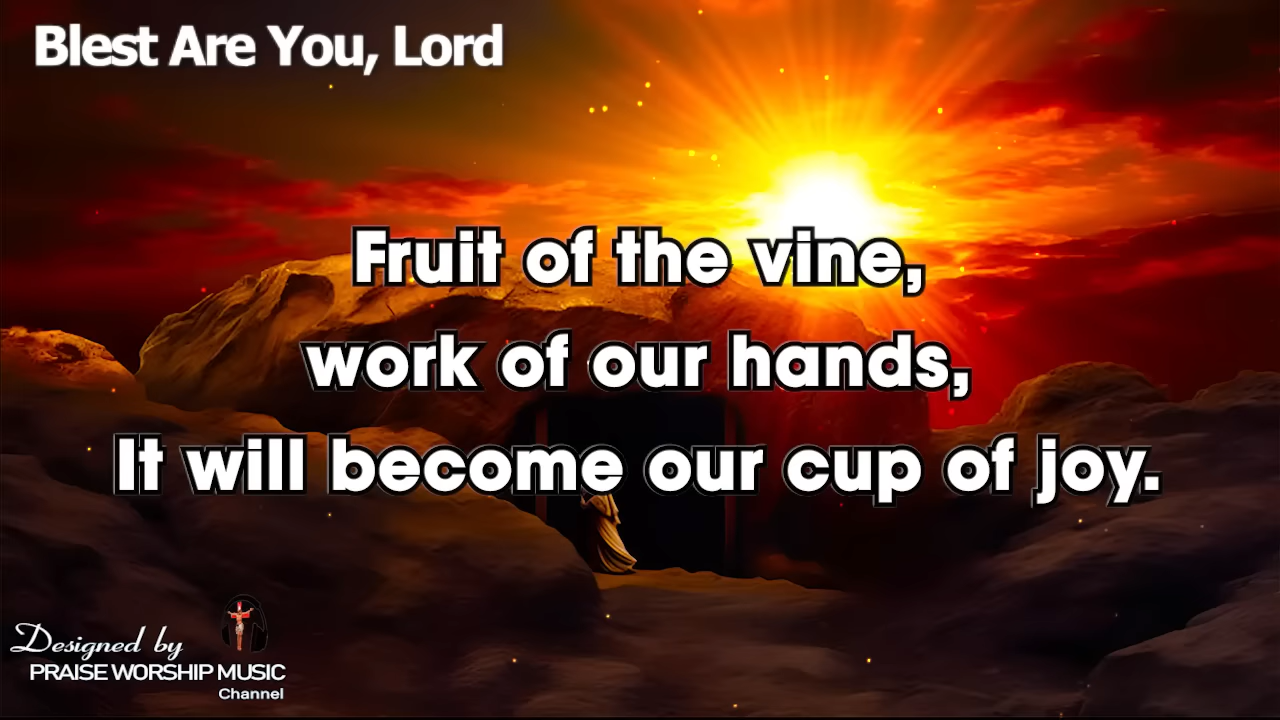 Blest Are You, Lord
Fruit of the vine,
work of our hands,
It will become our cup of joy.
Designed by
PRAISE WORSHIP MUSIC
Channel